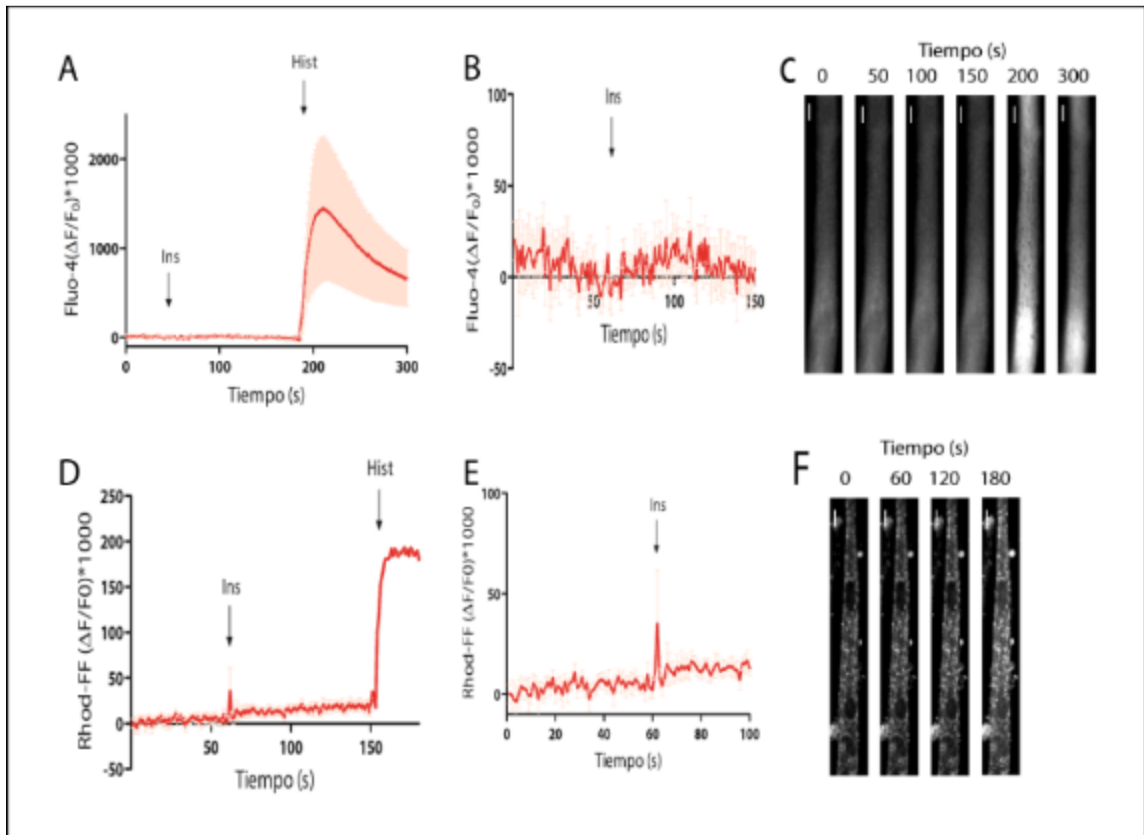 A
Hist
Ins
Fluo-4(ΔF/F₀)*1000
2000
1000
0
0
100
200
300
Tiempo (s)
B
Ins
Fluo-4(ΔF/F₀)*1000
100
50
0
-50
50
100
150
Tiempo (s)
C
Tiempo (s)
0 50 100 150 200 300
D
Hist
Ins
Rhod-FF (ΔF/F0)*1000
250
200
150
100
50
0
-50
50
100
150
Tiempo (s)
E
Ins
Rhod-FF (ΔF/F0)*1000
100
50
0
0 20 40 60 80 100
Tiempo (s)
F
Tiempo (s)
0 60 120 180